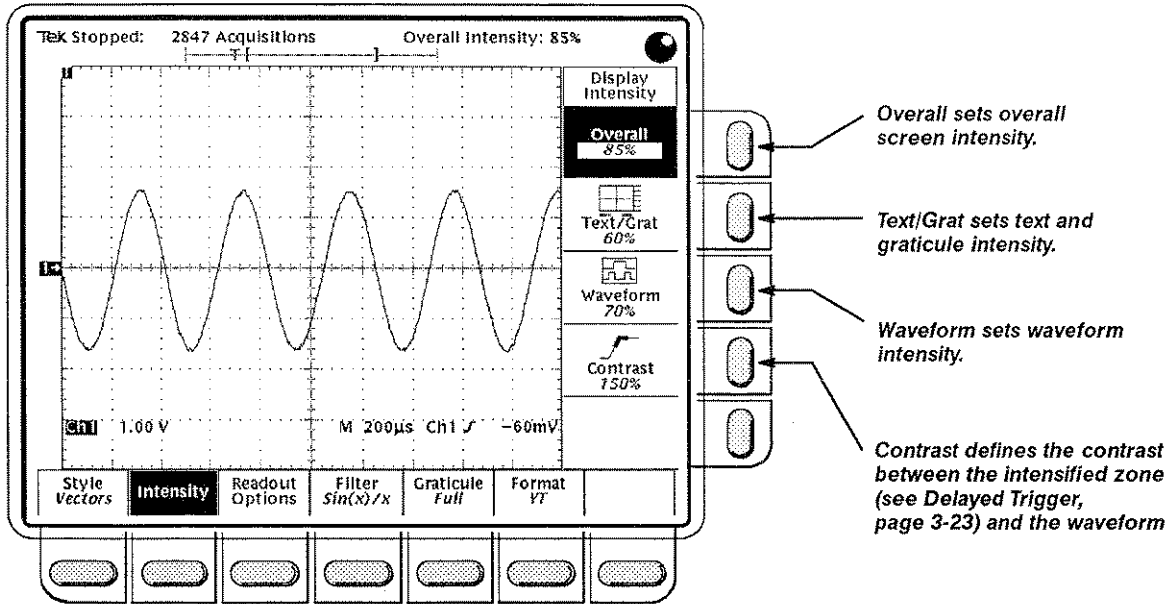 Tek Stopped: 2847 Acquisitions Overall Intensity: 85%
T
Display
Intensity
Overall
85%
Text/Grat
60%
Waveform
70%
Contrast
150%
1
Ch1 1.00 V M 200µs Ch1 -60mV
Style
Vectors
Intensity
Readout
Options
Filter
Sin(x)/x
Graticule
Full
Format
YT
Overall sets overall
screen intensity.
Text/Grat sets text and
graticule intensity.
Waveform sets waveform
intensity.
Contrast defines the contrast
between the intensified zone
(see Delayed Trigger,
page 3-23) and the waveform